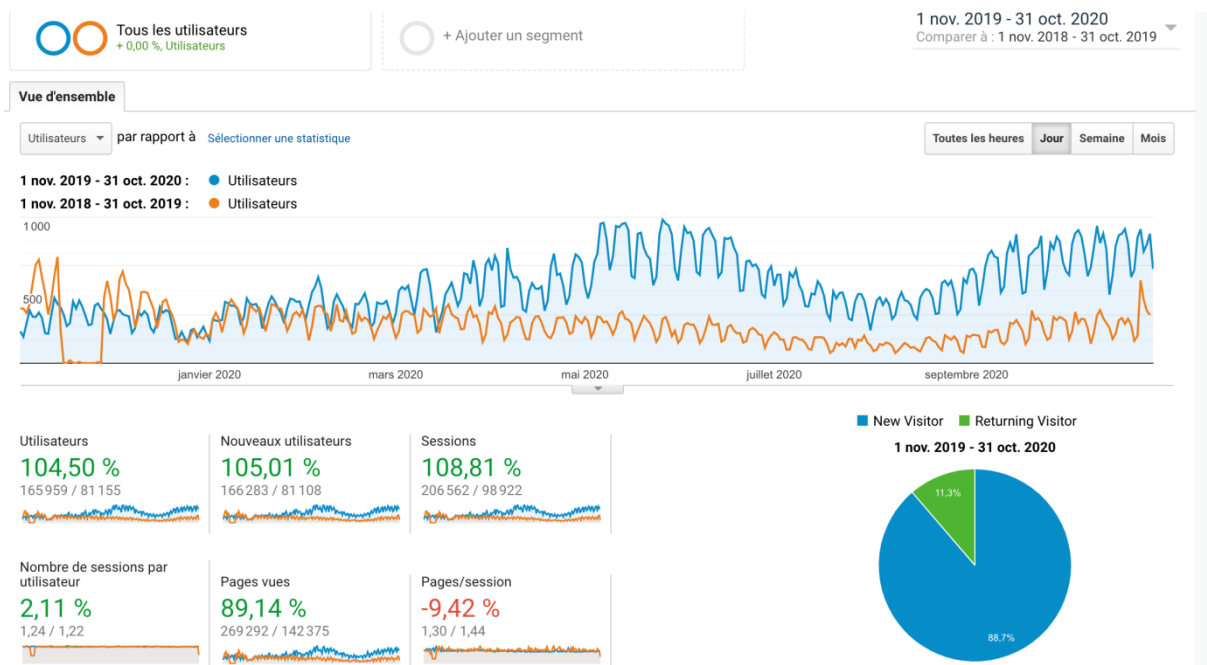 Tous les utilisateurs
+ 0,00 %, Utilisateurs
+ Ajouter un segment
1 nov. 2019 - 31 oct. 2020
Comparer à : 1 nov. 2018 - 31 oct. 2019
Vue d'ensemble
Utilisateurs par rapport à Sélectionner une statistique
Toutes les heures Jour Semaine Mois
1 nov. 2019 - 31 oct. 2020 : Utilisateurs
1 nov. 2018 - 31 oct. 2019 : Utilisateurs
1 000
500
janvier 2020 mars 2020 mai 2020 juillet 2020 septembre 2020
New Visitor Returning Visitor
1 nov. 2019 - 31 oct. 2020
11,3%
88,7%
Utilisateurs
104,50 %
165 959 / 81 155
Nouveaux utilisateurs
105,01 %
166 283 / 81 108
Sessions
108,81 %
206 562 / 98 922
Nombre de sessions par
utilisateur
2,11 %
1,24 / 1,22
Pages vues
89,14 %
269 292 / 142 375
Pages/session
-9,42 %
1,30 / 1,44